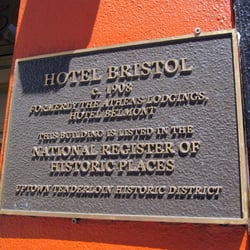 HOTEL BRISTOL
C. 1908
FORMERLY THE ATHENS LODGINGS,
HOTEL BELMONT
THIS BUILDING IS LISTED IN THE
NATIONAL REGISTER OF
HISTORIC PLACES
UPTOWN TENDERLOIN HISTORIC DISTRICT